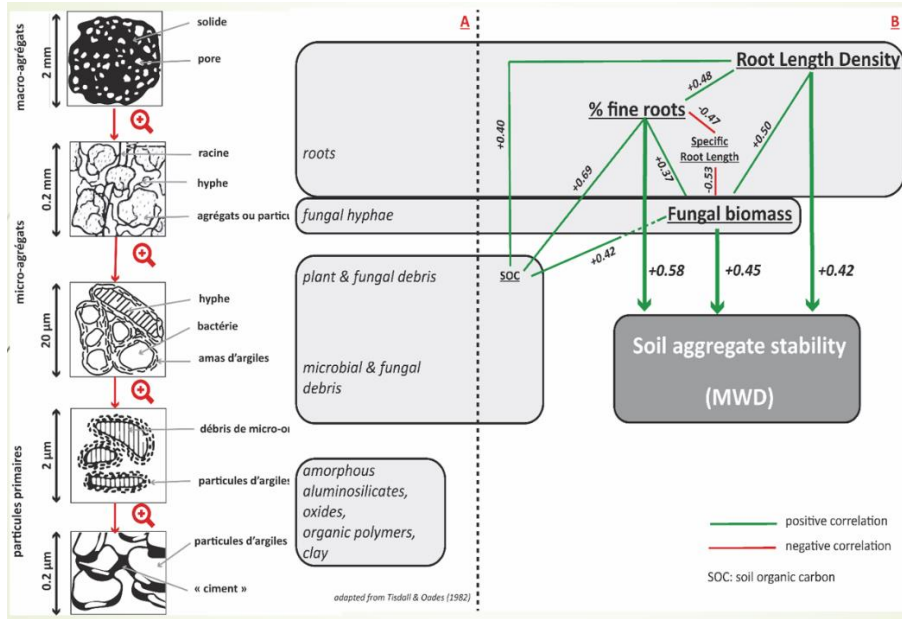 macro-agrégats
2 mm
solide
pore
micro-agrégats
0.2 mm
racine
hyphe
agrégats ou particu
20 µm
hyphe
bactérie
amas d'argiles
particules primaires
2 µm
débris de micro-or
particules d'argiles
0.2 µm
particules d'argiles
« ciment »
A
roots
fungal hyphae
plant & fungal debris
microbial & fungal
debris
amorphous
aluminosilicates,
oxides,
organic polymers,
clay
adapted from Tisdall & Oades (1982)
B
Root Length Density
+0.48
% fine roots
-0.47
+0.40
Specific
Root Length
+0.50
+0.69
+0.37
-0.53
Fungal biomass
+0.42
SOC
+0.58
+0.45
+0.42
Soil aggregate stability
(MWD)
positive correlation
negative correlation
SOC: soil organic carbon